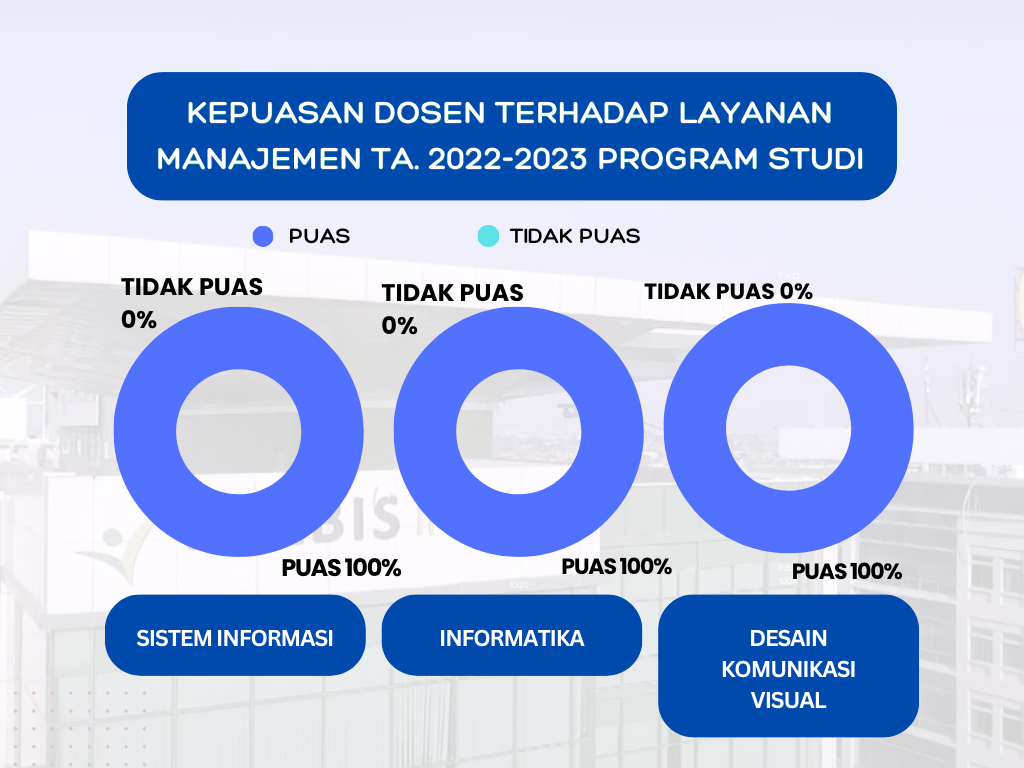 KEPUASAN DOSEN TERHADAP LAYANAN
MANAJEMEN TA. 2022-2023 PROGRAM STUDI
PUAS
TIDAK PUAS
TIDAK PUAS
0%
TIDAK PUAS
0%
TIDAK PUAS 0%
PUAS 100%
PUAS 100%
PUAS 100%
SISTEM INFORMASI
INFORMATIKA
DESAIN
KOMUNIKASI
VISUAL